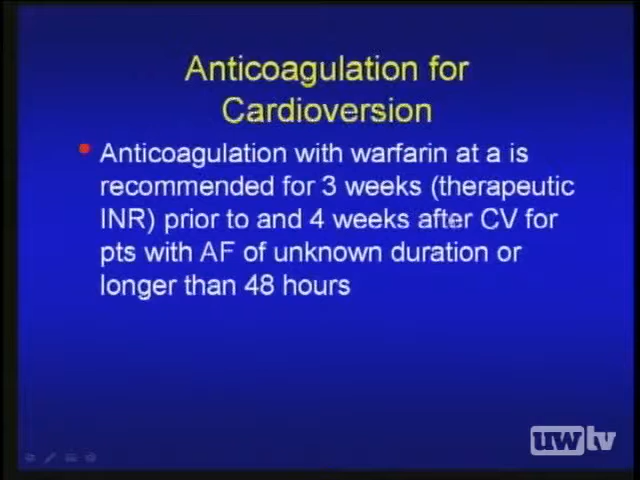 Anticoagulation for
Cardioversion
Anticoagulation with warfarin at a is
recommended for 3 weeks (therapeutic
INR) prior to and 4 weeks after CV for
pts with AF of unknown duration or
longer than 48 hours
uwtv